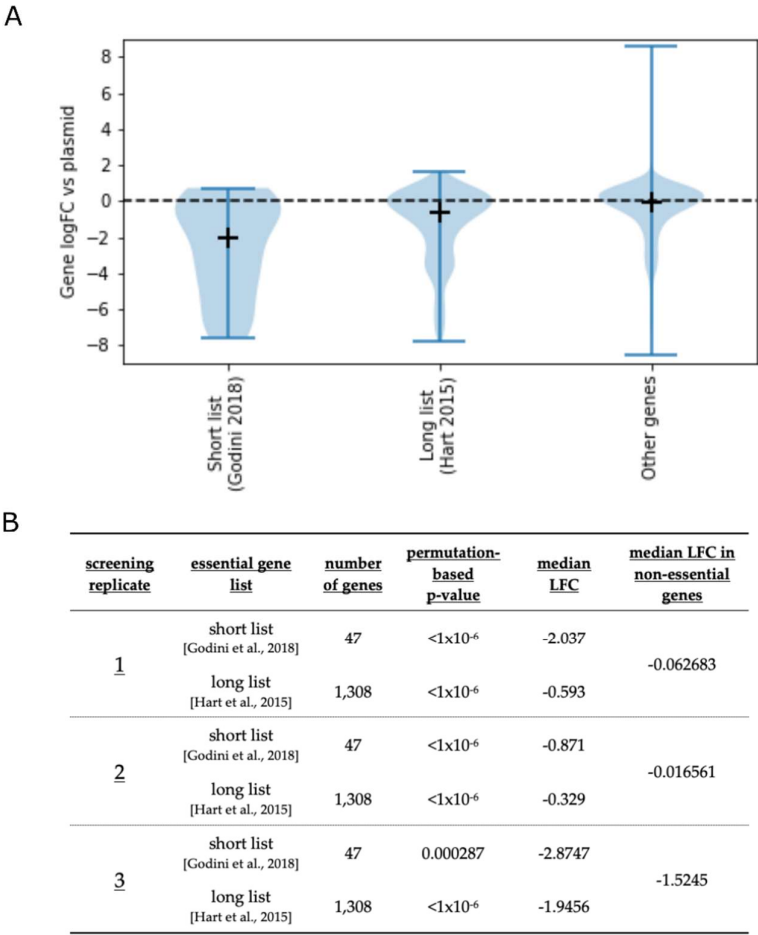 A
8
6
4
2
0
−2
−4
−6
−8
Gene logFC vs plasmid
Short list
(Godini 2018)
Long list
(Hart 2015)
Other genes
B
screening replicate essential gene list number of genes permutation-based p-value median LFC median LFC in non-essential genes
1
short list
[Godini et al., 2018] 47 <1x10⁻⁶ -2.037
-0.062683
long list
[Hart et al., 2015] 1,308 <1x10⁻⁶ -0.593
2
short list
[Godini et al., 2018] 47 <1x10⁻⁶ -0.871
-0.016561
long list
[Hart et al., 2015] 1,308 <1x10⁻⁶ -0.329
3
short list
[Godini et al., 2018] 47 0.000287 -2.8747
-1.5245
long list
[Hart et al., 2015] 1,308 <1x10⁻⁶ -1.9456